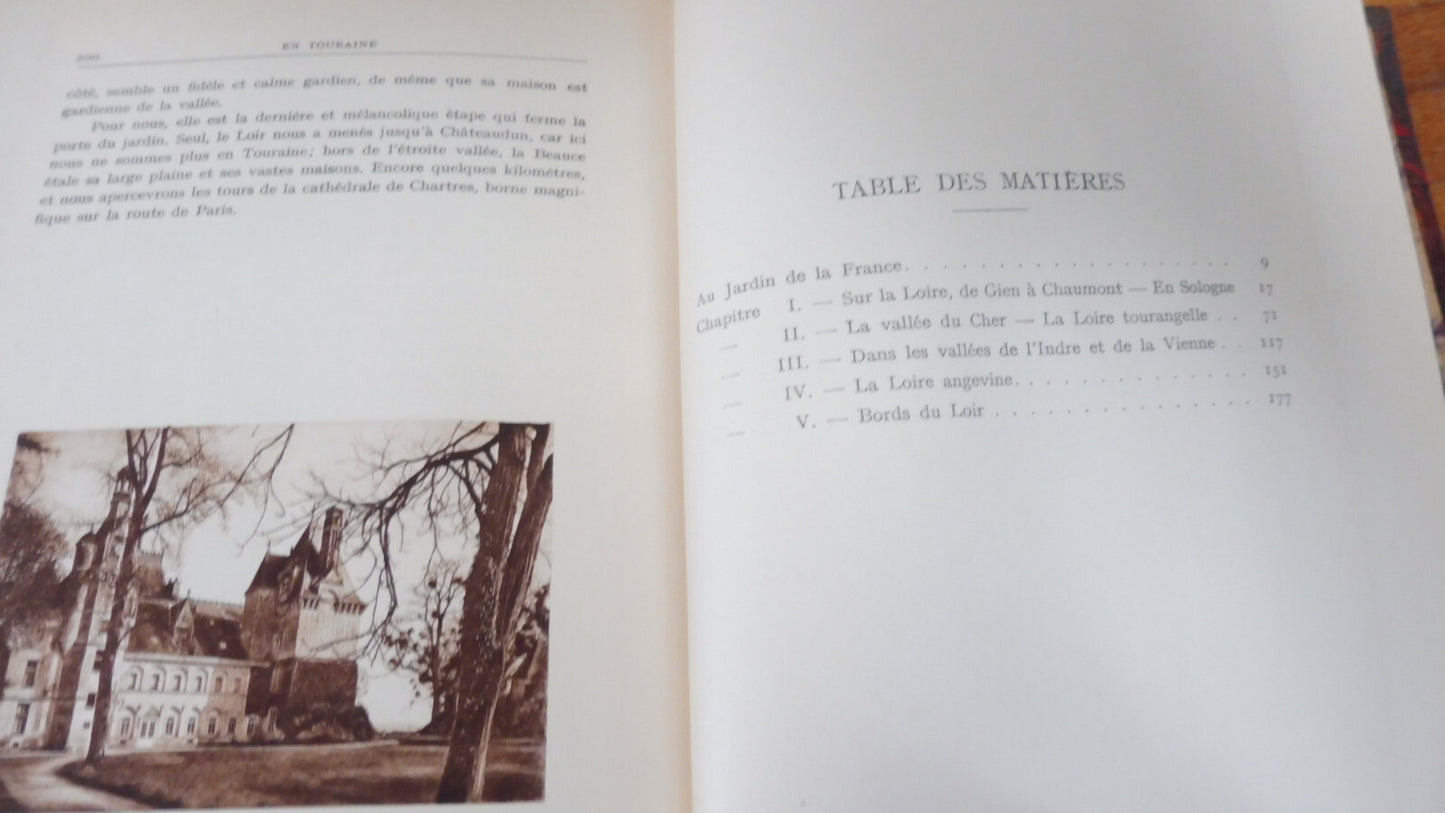 200
EN TOURAINE
côté, semble un fidèle et calme gardien, de même que sa maison est
gardienne de la vallée.
Pour nous, elle est la dernière et mélancolique étape qui ferme la
porte du jardin. Seul, le Loir nous a menés jusqu'à Châteaudun, car ici
nous ne sommes plus en Touraine; hors de l'étroite vallée, la Beauce
étale sa large plaine et ses vastes maisons. Encore quelques kilomètres,
et nous apercevrons les tours de la cathédrale de Chartres, borne magni-
fique sur la route de Paris.
TABLE DES MATIÈRES
Au Jardin de la France. . . . . . . . . . . . . . . . . . . . 9
Chapitre I. — Sur la Loire, de Gien à Chaumont — En Sologne 17
— II. — La vallée du Cher — La Loire tourangelle . . 71
— III. — Dans les vallées de l'Indre et de la Vienne . . 117
— IV. — La Loire angevine. . . . . . . . . . . . . . 151
— V. — Bords du Loir . . . . . . . . . . . . . . . 177